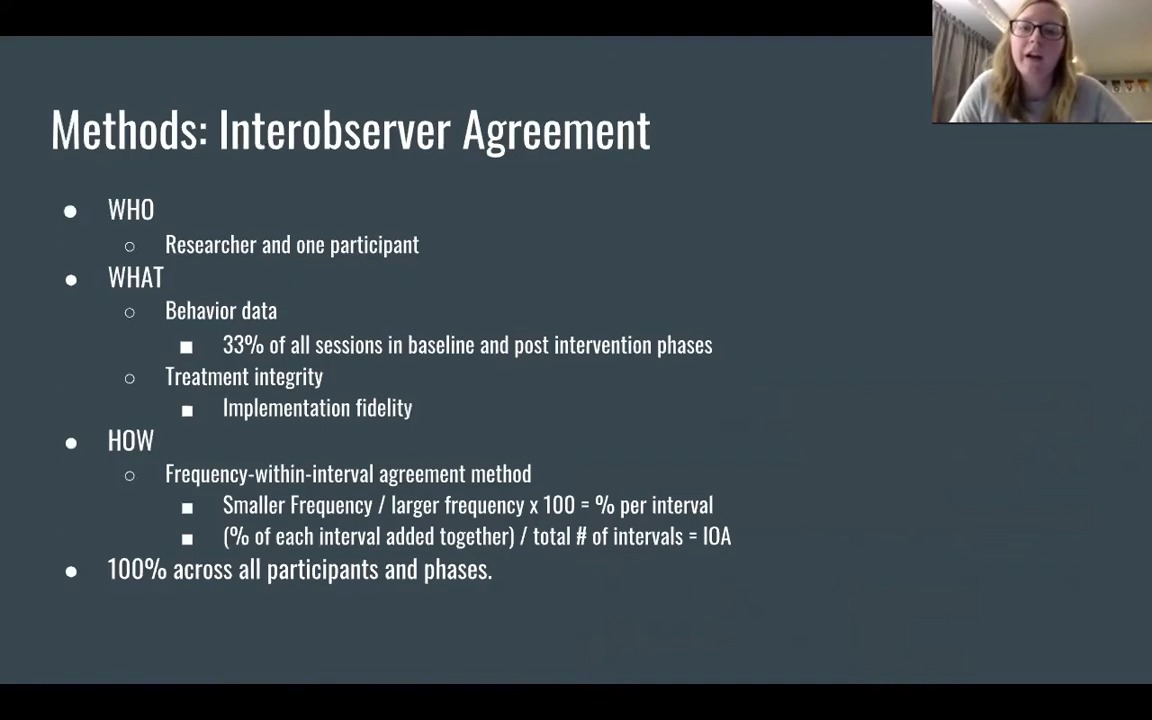 Methods: Interobserver Agreement
● WHO
○ Researcher and one participant
● WHAT
○ Behavior data
■ 33% of all sessions in baseline and post intervention phases
○ Treatment integrity
■ Implementation fidelity
● HOW
○ Frequency-within-interval agreement method
■ Smaller Frequency / larger frequency x 100 = % per interval
■ (% of each interval added together) / total # of intervals = IOA
● 100% across all participants and phases.